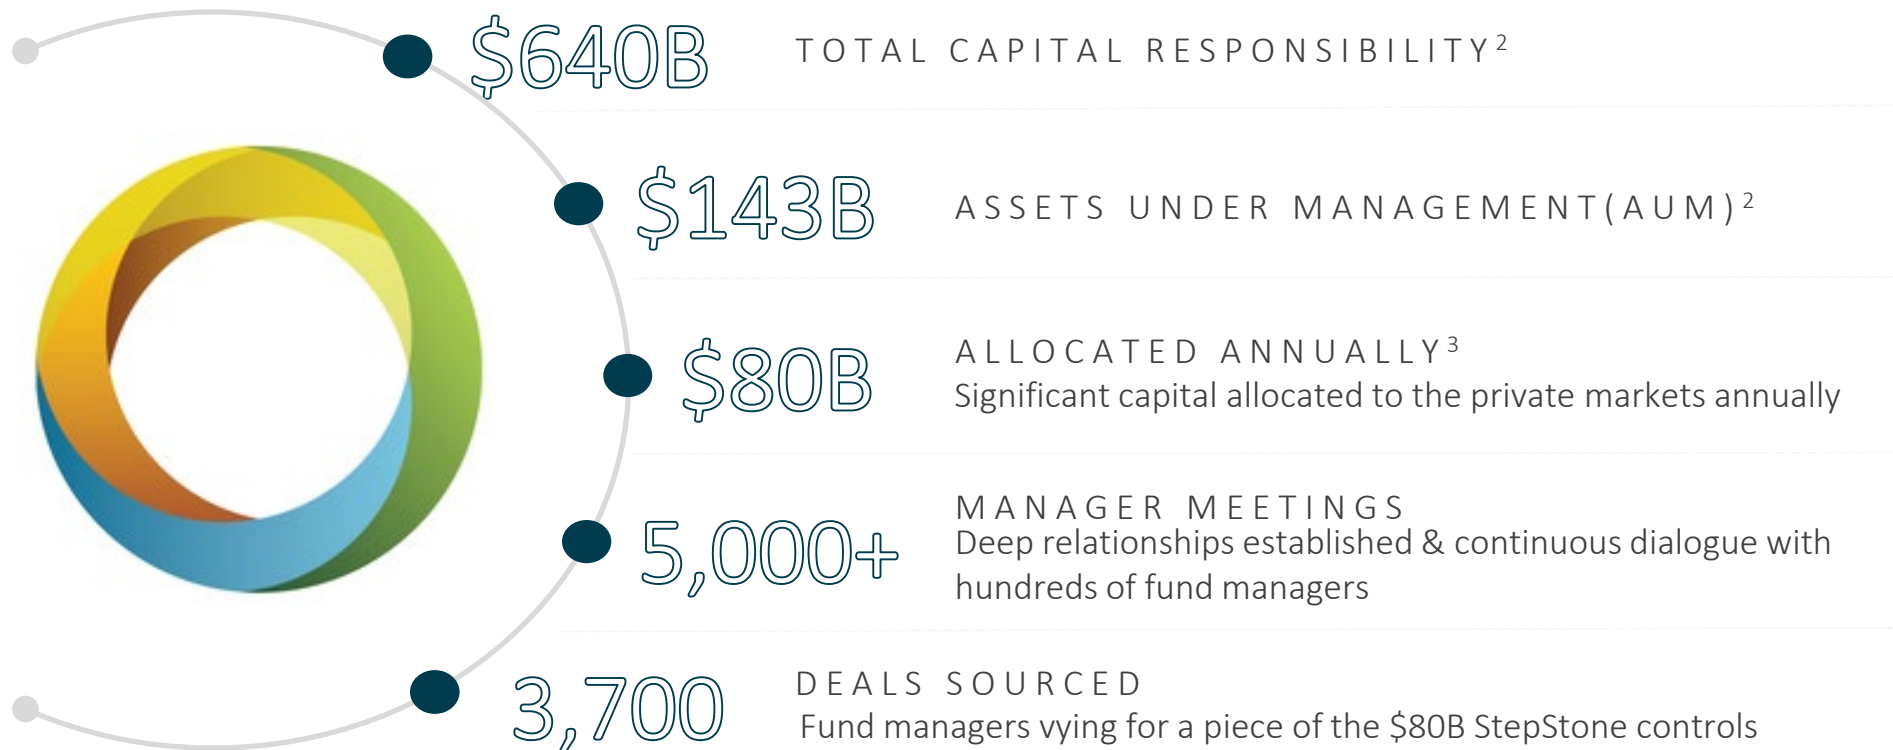 $640B TOTAL CAPITAL RESPONSIBILITY²
$143B ASSETS UNDER MANAGEMENT(AUM)²
$80B ALLOCATED ANNUALLY³
Significant capital allocated to the private markets annually
5,000+ MANAGER MEETINGS
Deep relationships established & continuous dialogue with
hundreds of fund managers
3,700 DEALS SOURCED
Fund managers vying for a piece of the $80B StepStone controls